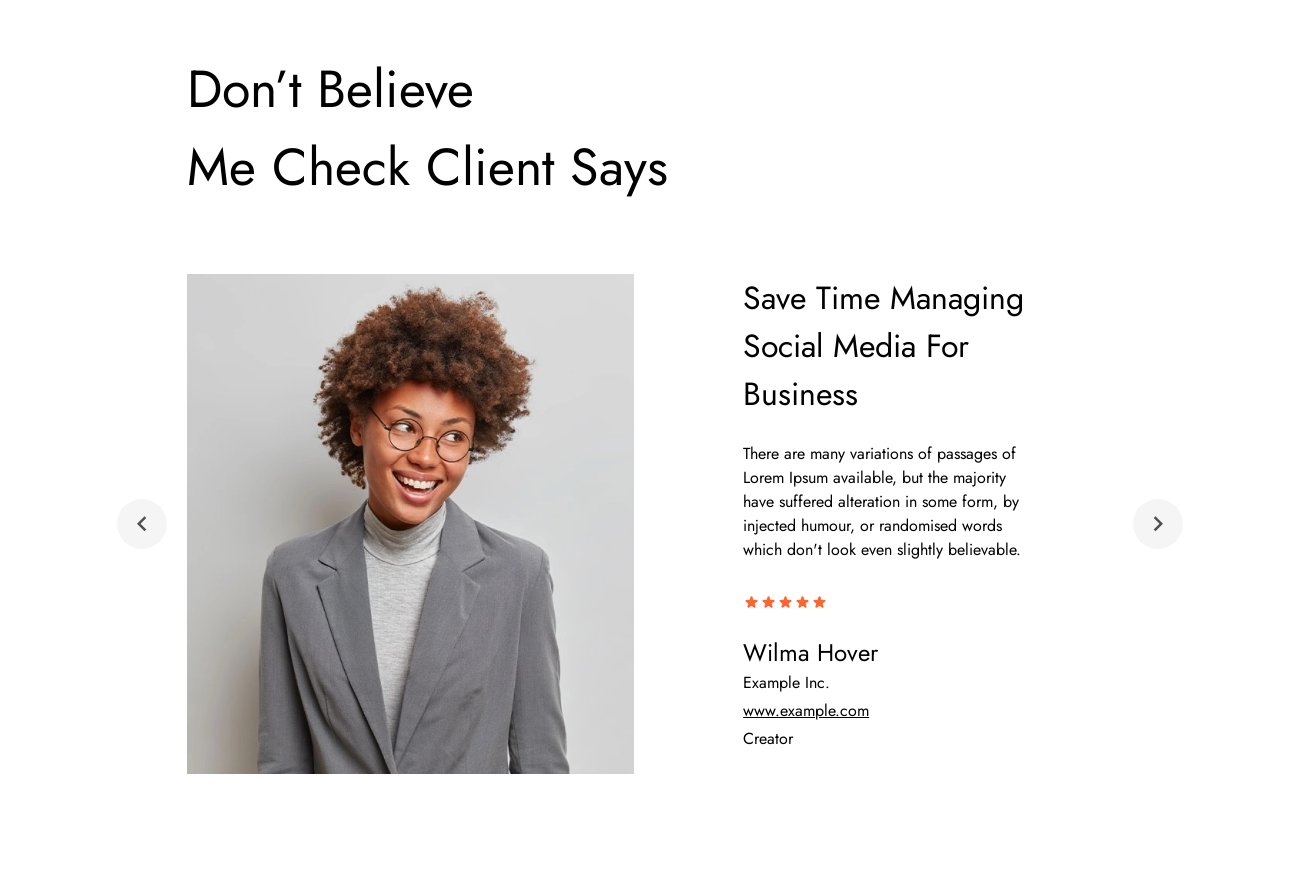 Don’t Believe
Me Check Client Says
Save Time Managing
Social Media For
Business
There are many variations of passages of
Lorem Ipsum available, but the majority
have suffered alteration in some form, by
injected humour, or randomised words
which don't look even slightly believable.
Wilma Hover
Example Inc.
www.example.com
Creator